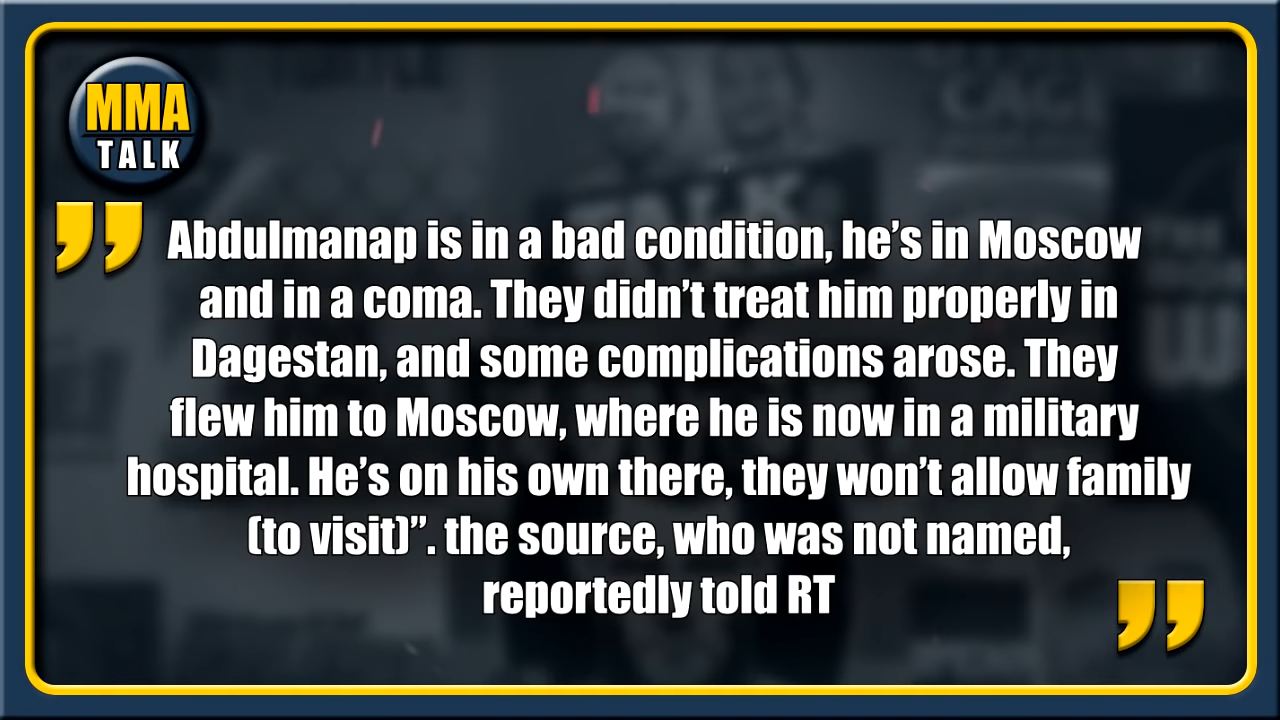 MMA
TALK
Abdulmanap is in a bad condition, he’s in Moscow
and in a coma. They didn’t treat him properly in
Dagestan, and some complications arose. They
flew him to Moscow, where he is now in a military
hospital. He’s on his own there, they won’t allow family
(to visit)”. the source, who was not named,
reportedly told RT